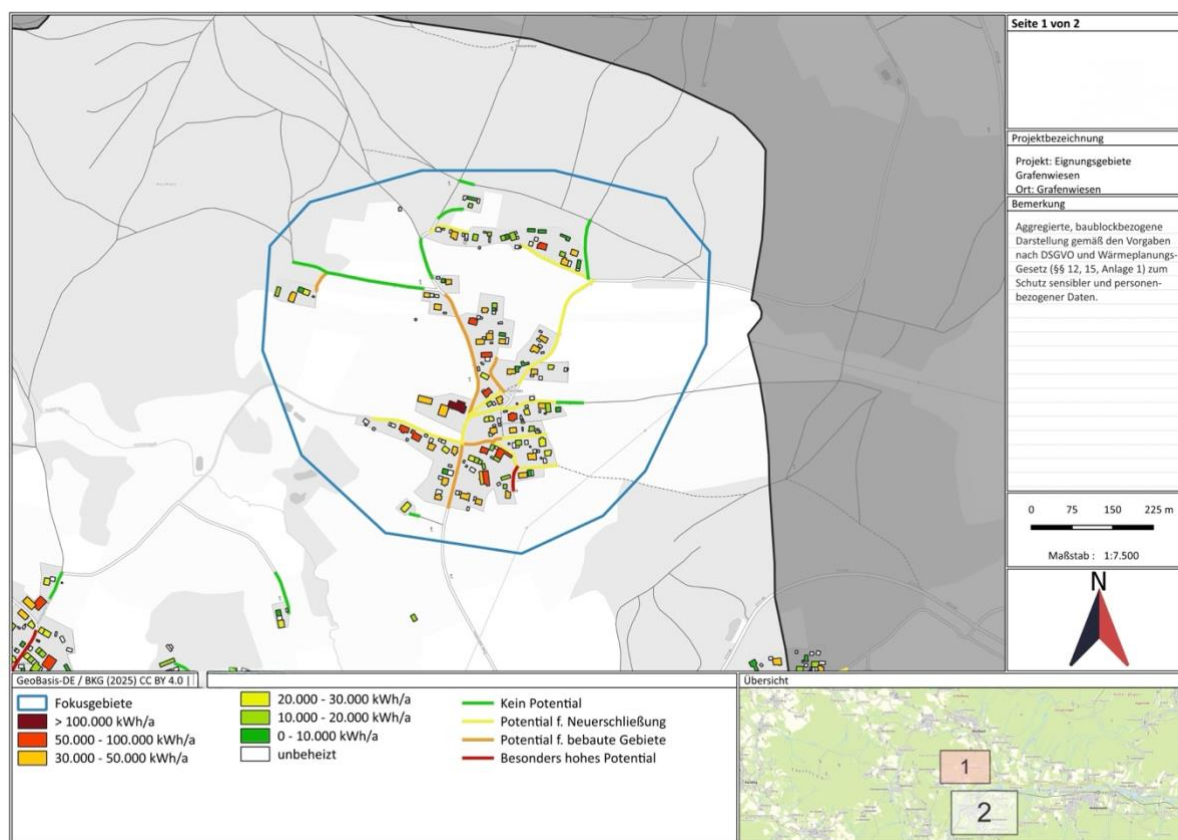 Seite 1 von 2
Projektbezeichnung
Projekt: Eignungsgebiete
Grafenwiesen
Ort: Grafenwiesen
Bemerkung
Aggregierte, baublockbezogene
Darstellung gemäß den Vorgaben
nach DSGVO und Wärmeplanungs-
Gesetz (§§ 12, 15, Anlage 1) zum
Schutz sensibler und personen-
bezogener Daten.
0 75 150 225 m
Maßstab : 1:7.500
N
GeoBasis-DE / BKG (2025) CC BY 4.0 |
Fokusgebiete
> 100.000 kWh/a
50.000 - 100.000 kWh/a
30.000 - 50.000 kWh/a
20.000 - 30.000 kWh/a
10.000 - 20.000 kWh/a
0 - 10.000 kWh/a
unbeheizt
Kein Potential
Potential f. Neuerschließung
Potential f. bebaute Gebiete
Besonders hohes Potential
Übersicht
1
2